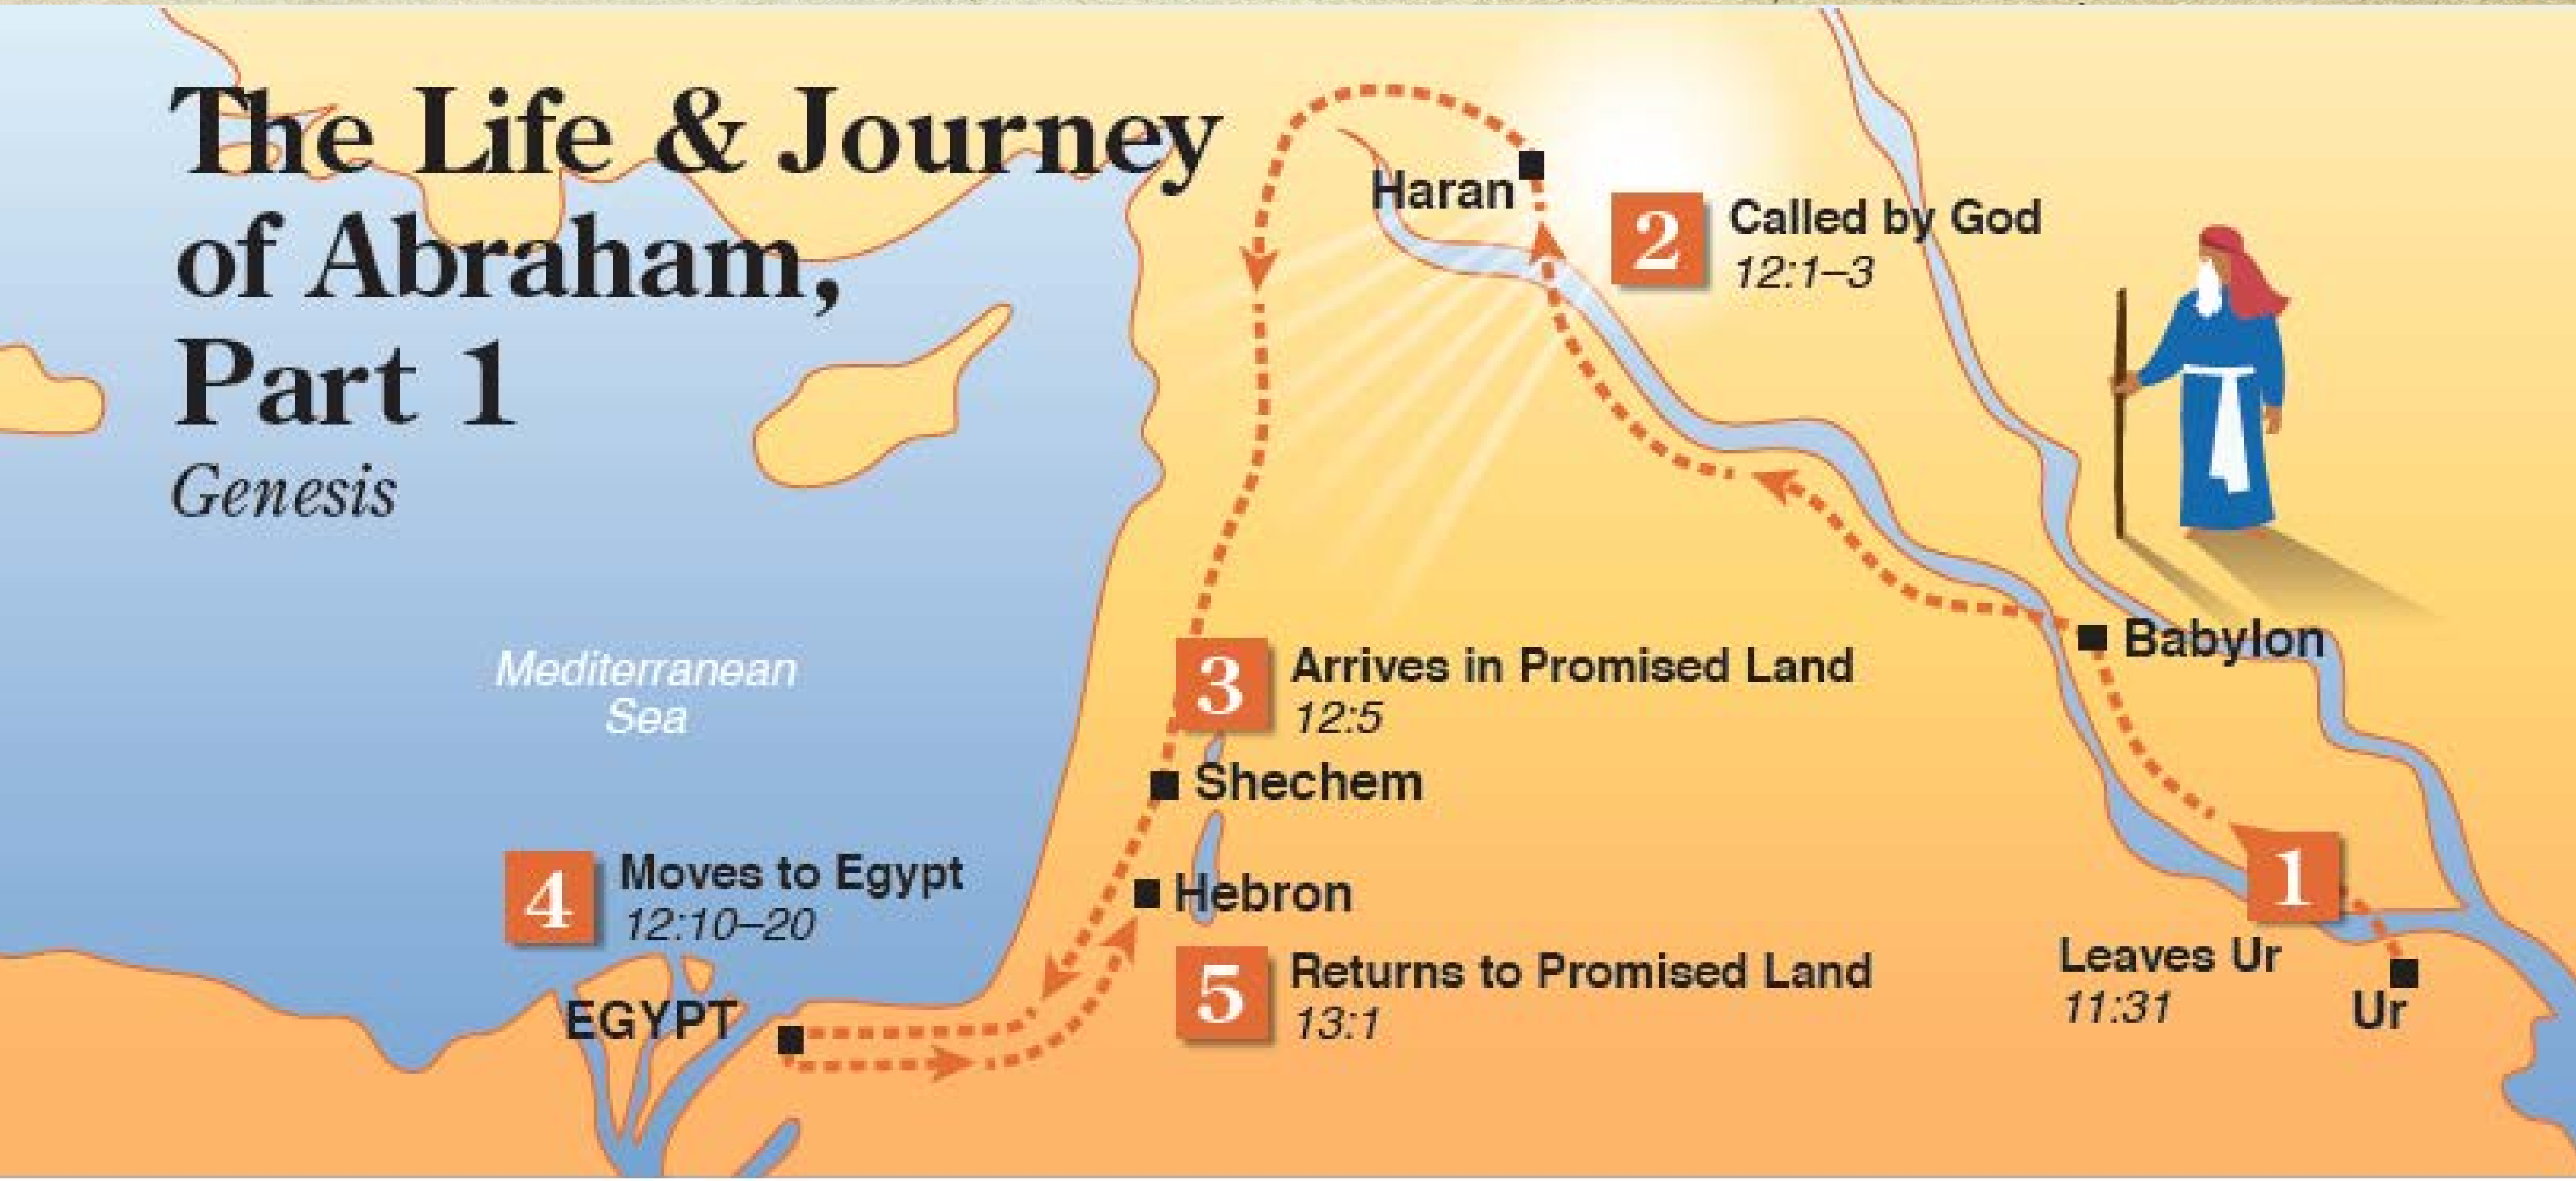 The Life & Journey
of Abraham,
Part 1
Genesis
Haran
2
Called by God
12:1–3
Babylon
Mediterranean
Sea
3
Arrives in Promised Land
12:5
Shechem
4
Moves to Egypt
12:10–20
Hebron
1
Leaves Ur
11:31
Ur
5
Returns to Promised Land
13:1
EGYPT